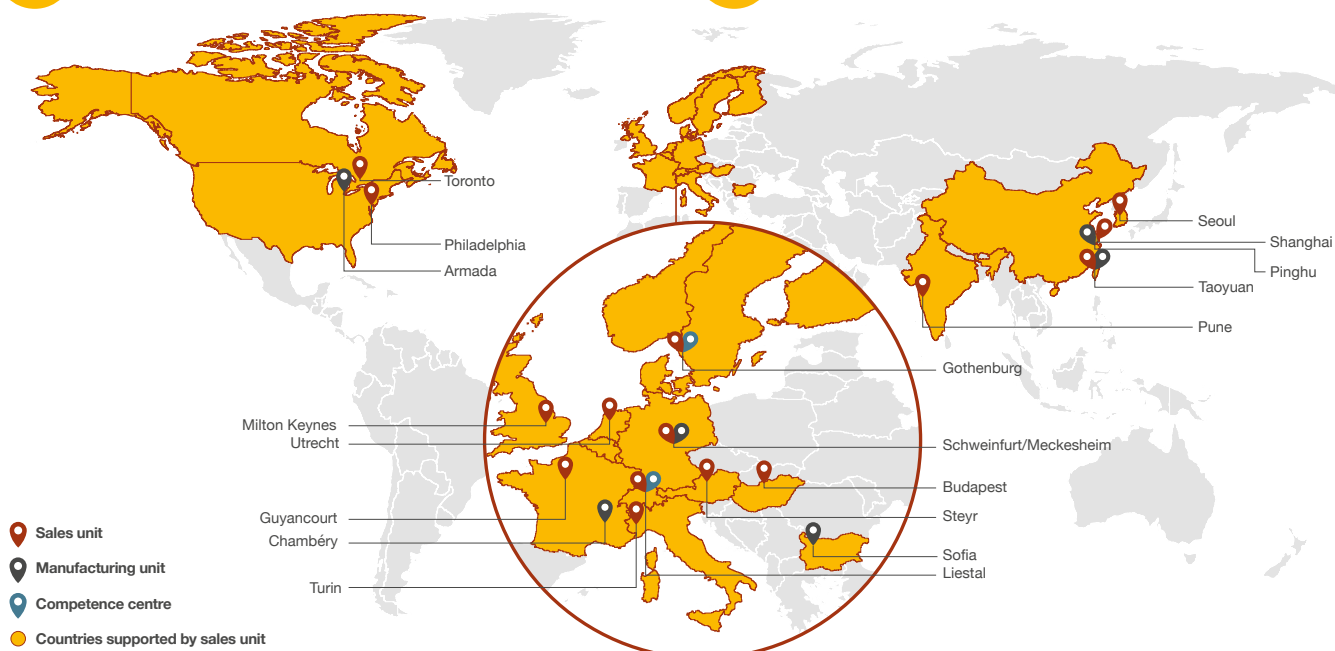 Toronto
Philadelphia
Armada
Seoul
Shanghai
Pinghu
Taoyuan
Pune
Gothenburg
Milton Keynes
Utrecht
Schweinfurt/Meckesheim
Budapest
Guyancourt
Steyr
Chambéry
Sofia
Liestal
Turin
Sales unit
Manufacturing unit
Competence centre
Countries supported by sales unit